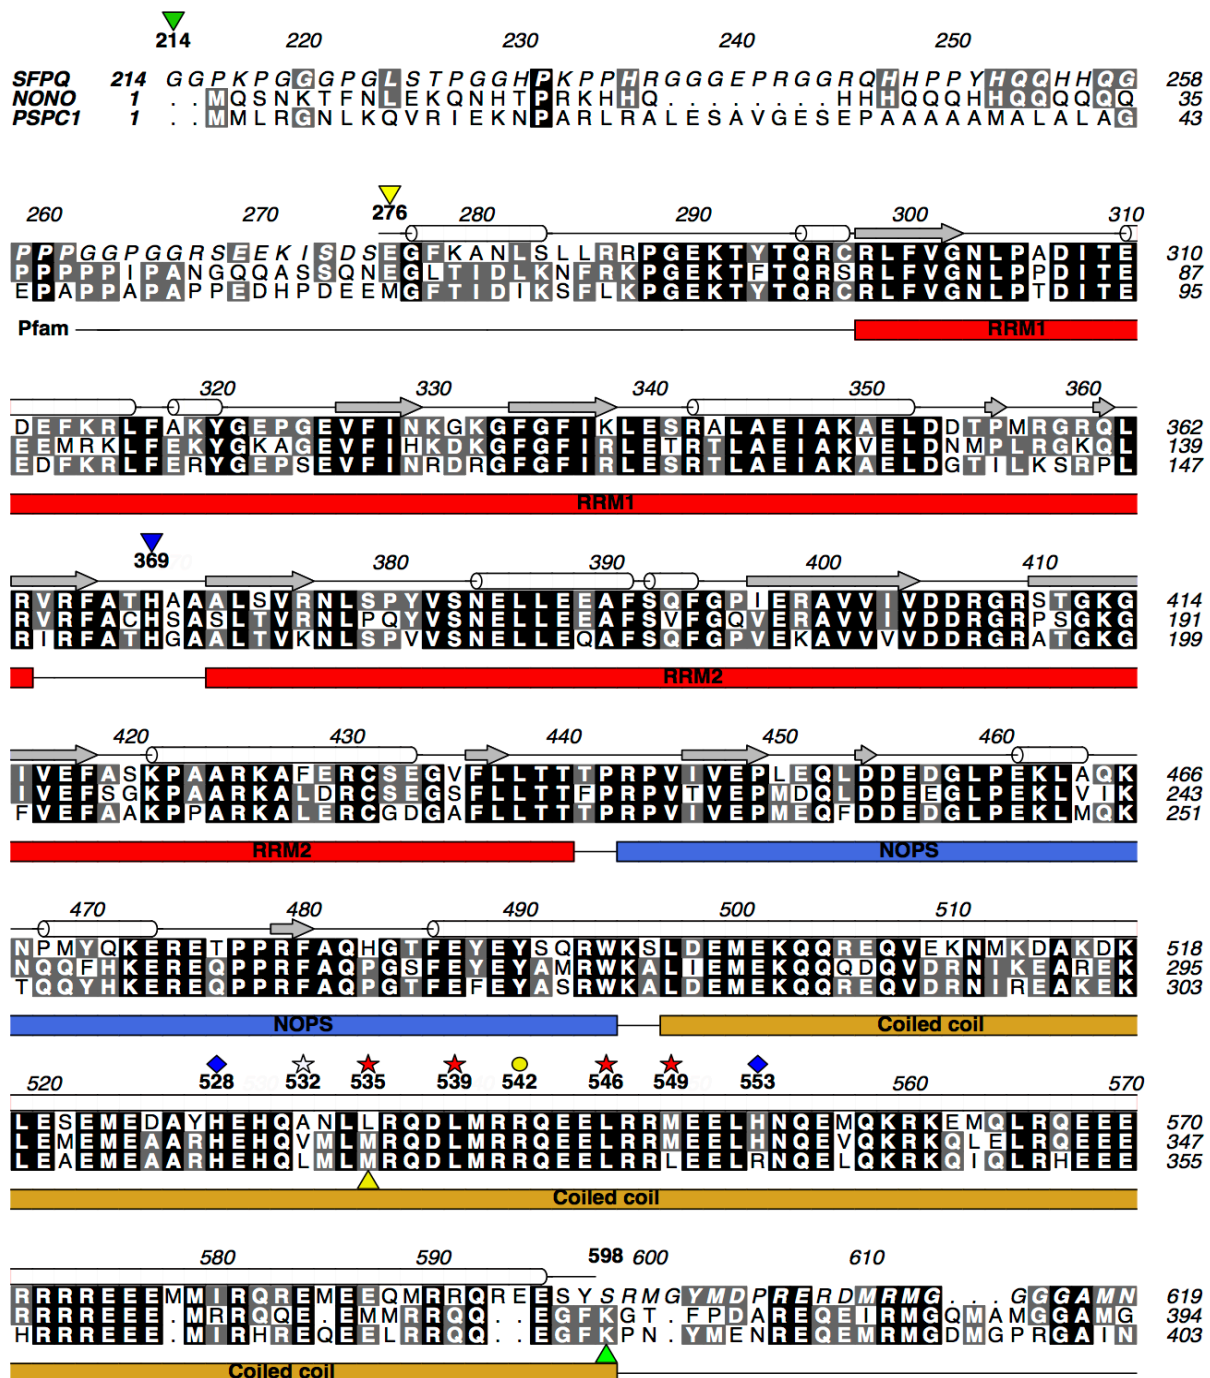 214 220 230 240 250
SFPQ 214 GGPKPGGGPGLSTPGGHPKPPHRGGGEPRGGRQHHPPYHQQHHQG 258
NONO 1 ..MQSNKTFNLEKQNHTPRKHHQ........HHHQQQHHQQQQQQ 35
PSPC1 1 ..MMLRGNLKQVRIEKNPARLRALESAVGESEPAAAAAMALALAG 43
260 270 276 280 290 300 310
PPPGGPGGRSEEKISDSEGFKANLSLLRRPGEKTYTQRCRLFVGNLPADITE 310
PPPPPIPANGQQASSQNEGLTIDLKNFRKPGEKTFTQRSRLFVGNLPPDITE 87
EPAPPAPAPPEDHPDEEMGFTIDIKSFLKPGEKTYTQRCRLFVGNLPTDITE 95
Pfam RRM1
320 330 340 350 360
DEFKRLFAKYGEPGEVFINKGKGFGFIKLESRALAEIAKAELDDTPMRGRQL 362
EEMRKLFEKYGKAGEVFIHKDKGFGFIRLETRTLAEIAKVELDNMPLRGKQL 139
EDFKRLFERYGEPSEVFINRDRGFGFIRLESRTLAEIAKAELDGTILKSRPL 147
RRM1
369 380 390 400 410
RVRFATHAAALSVRNLSPYVSNELLEEAFSQFGPIERAVVIVDDRGRSTGKG 414
RVRFACHSASLTVRNLPQYVSNELLEEAFSVFGQVERAVVIVDDRGRPSGKG 191
RIRFATHGAALTVKNLSPVVSNELLEQAFSQFGPVEKAVVVVDDRGRATGKG 199
RRM2
420 430 440 450 460
IVEFASKPAARKAFERCSEGVFLLTTTPRPVIVEPLEQLDDEDGLPEKLAQK 466
IVEFSGKPAARKALDRCSEGSFLLTTFPRPVTVEPMDQLDDEEGLPEKLVIK 243
FVEFAAKPPARKALERCGDGAFLLTTTPRPVIVEPMEQFDDEDGLPEKLMQK 251
RRM2 NOPS
470 480 490 500 510
NPMYQKERETPPRFAQHGTFEYEYSQRWKSLDEMEKQQREQVEKNMKDAKDK 518
NQQFHKEREQPPRFAQPGSFEYEYAMRWKALIEMEKQQQDQVDRNIKEAREK 295
TQQYHKEREQPPRFAQPGTFEFEYASRWKALDEMEKQQREQVDRNIREAKEK 303
NOPS Coiled coil
520 528 532 535 539 542 546 549 553 560 570
LESEMEDAYHEHQANLLRQDLMRRQEELRRMEELHNQEMQKRKEMQLRQEEE 570
LEMEMEAARHEHQVMLMRQDLMRRQEELRRMEELHNQEVQKRKQLELRQEEE 347
LEAEMEAARHEHQLMLMRQDLMRRQEELRRLEELRNQELQKRKQIQLRHEEE 355
Coiled coil
580 590 598 600 610
RRRREEEMMIRQREMEEQMRRQREESYSRMGYMDPRERDMRMG...GGGAMN 619
RRRREEE.MRRQQE.EMMRRQQ..EGFKGT.FPDAREQEIRMGQMAMGGAMG 394
HRRREEE.MIRHREQEELRRQQ..EGFKPN.YMENREQEMRMGDMGPRGAIN 403
Coiled coil